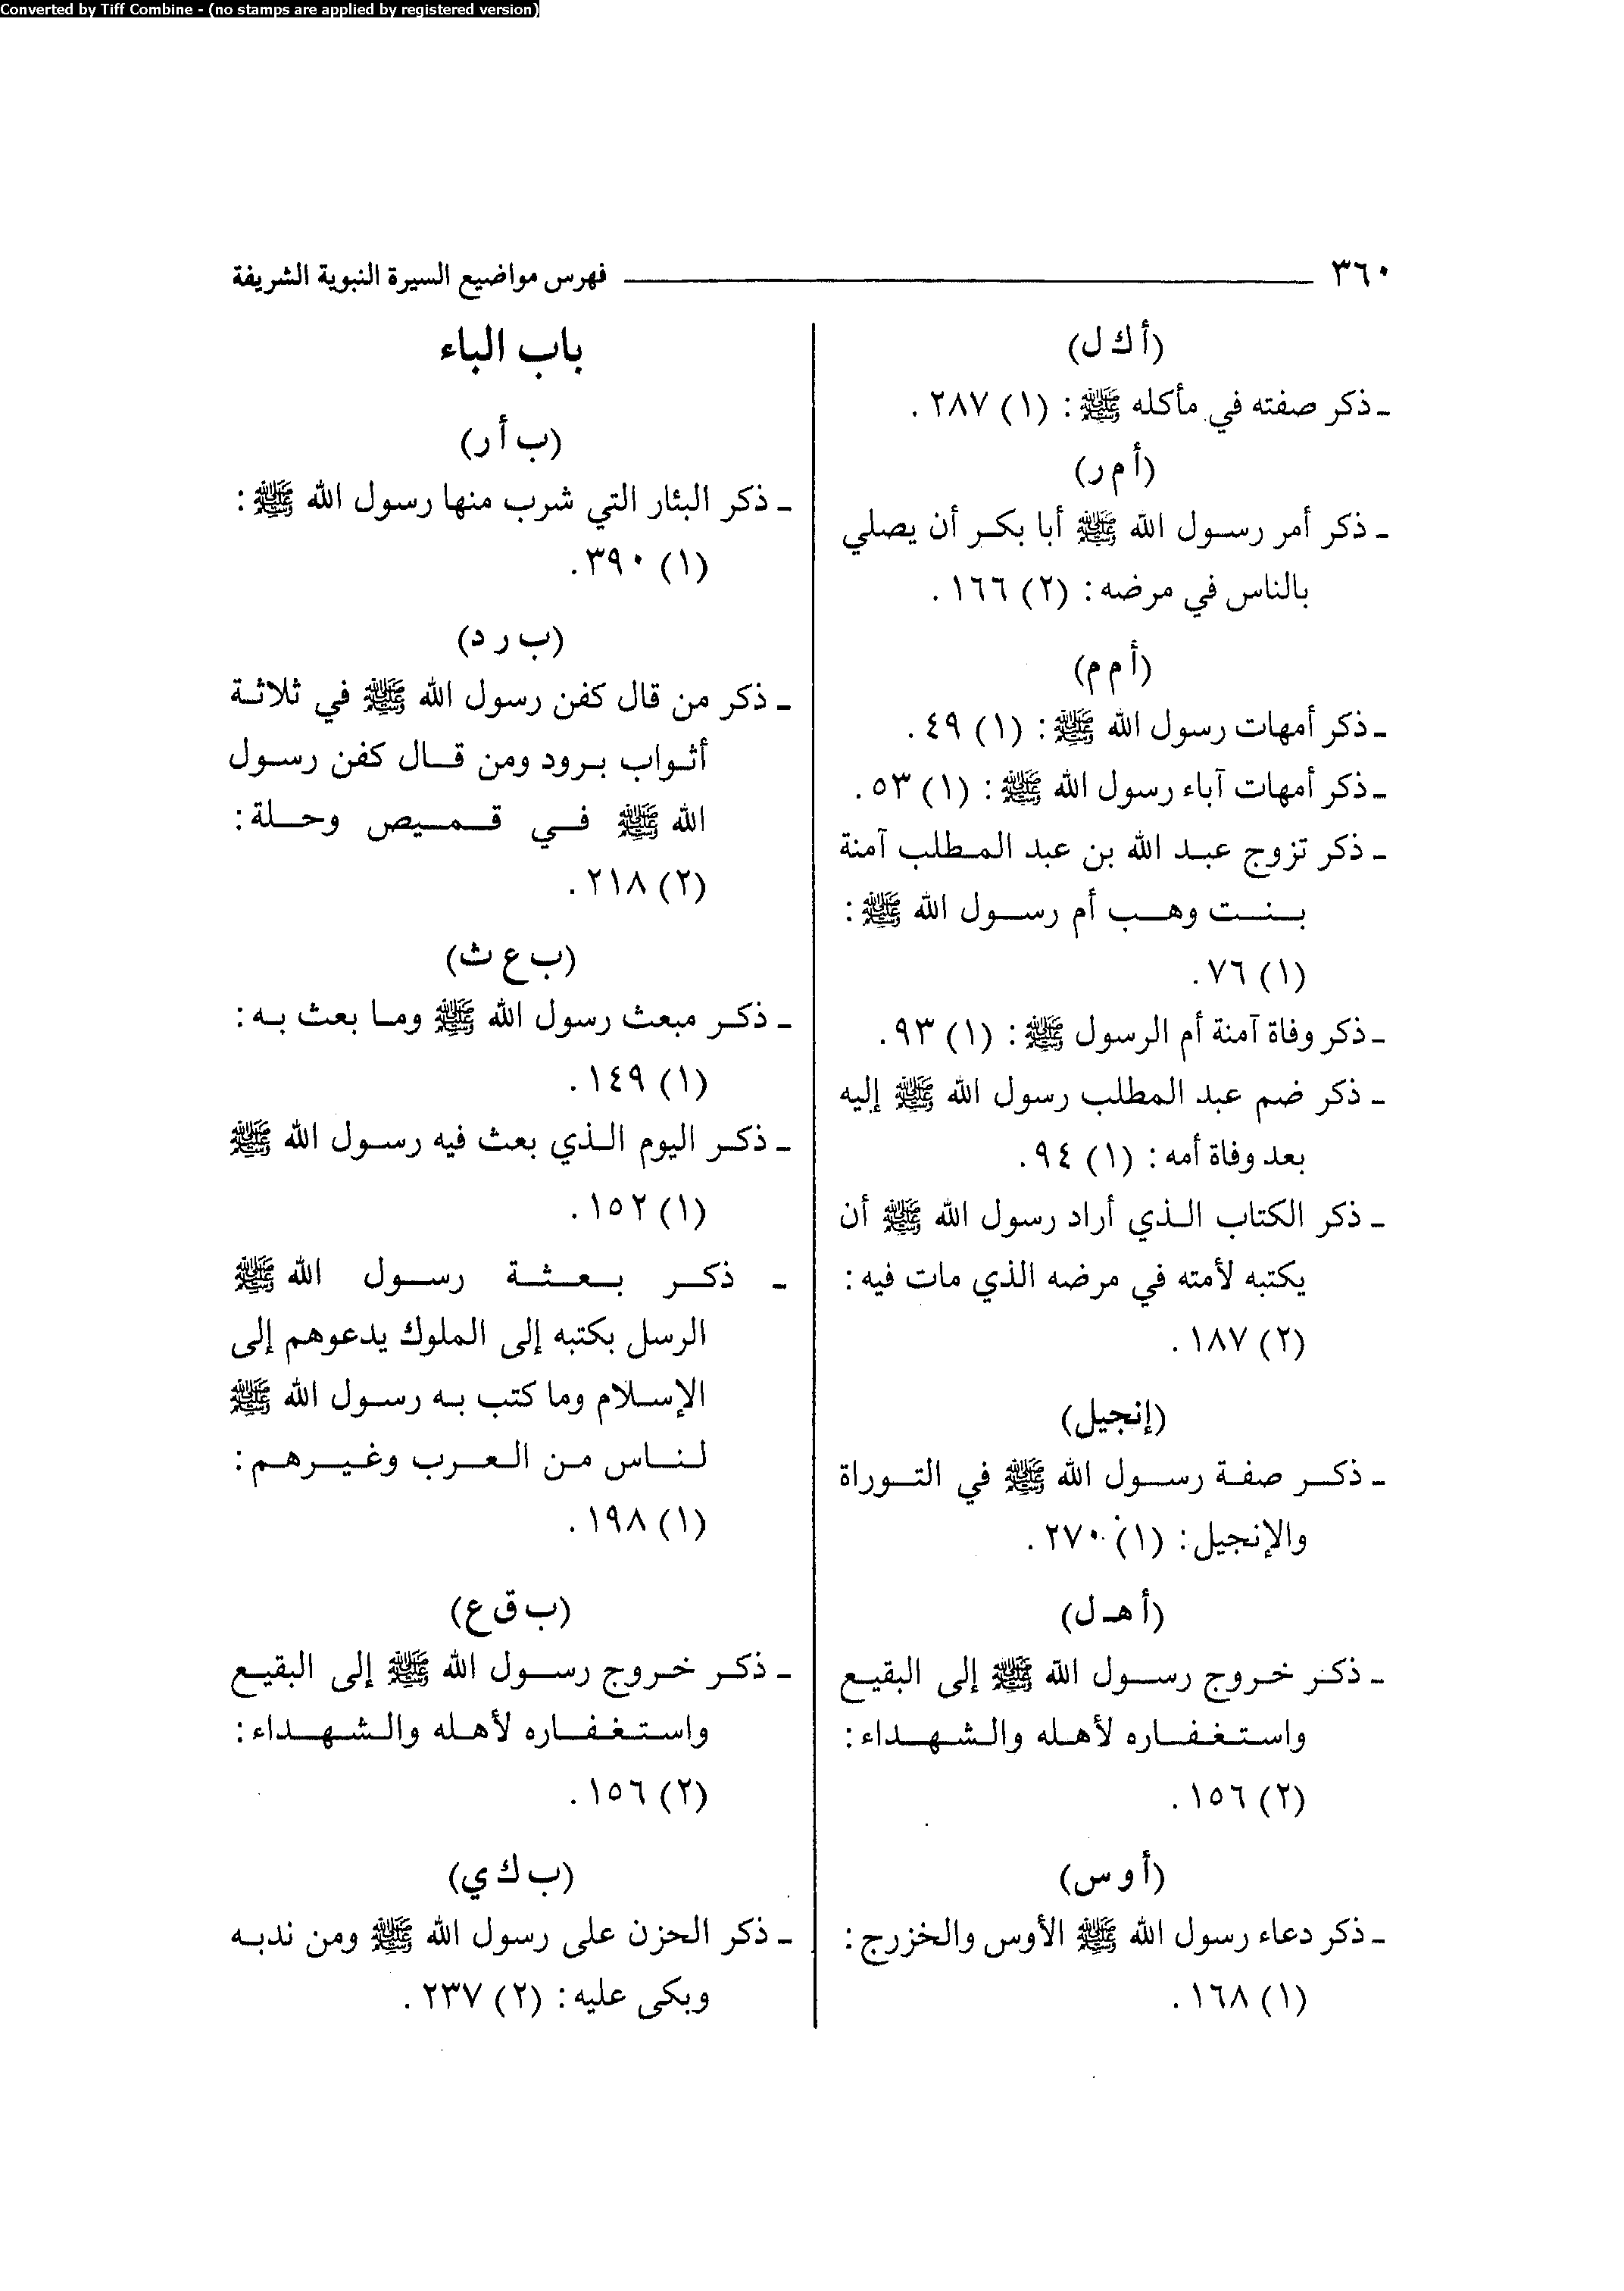 Converted by Tiff Combine - (no stamps are applied by registered version)
٣٦٠ فهرس مواضيع السيرة النبوية الشريفة
(أ ك ل)
ـ ذكر صفته في مأكله ﷺ: (١) ٢٨٧.
(أ م ر)
ـ ذكر أمر رسول الله ﷺ أبا بكر أن يصلي
بالناس في مرضه: (٢) ١٦٦.
(أ م م)
ـ ذكر أمهات رسول الله ﷺ: (١) ٤٩.
ـ ذكر أمهات آباء رسول الله ﷺ: (١) ٥٣.
ـ ذكر تزوج عبد الله بن عبد المطلب آمنة
بنت وهب أم رسول الله ﷺ:
(١) ٧٦.
ـ ذكر وفاة آمنة أم الرسول ﷺ: (١) ٩٣.
ـ ذكر ضم عبد المطلب رسول الله ﷺ إليه
بعد وفاة أمه: (١) ٩٤.
ـ ذكر الكتاب الذي أراد رسول الله ﷺ أن
يكتبه لأمته في مرضه الذي مات فيه:
(٢) ١٨٧.
(إنجيل)
ـ ذكر صفة رسول الله ﷺ في التوراة
والإنجيل: (١) ٢٧٠.
(أ هـ ل)
ـ ذكر خروج رسول الله ﷺ إلى البقيع
واستغفاره لأهله والشهداء:
(٢) ١٥٦.
(أ و س)
ـ ذكر دعاء رسول الله ﷺ الأوس والخزرج:
(١) ١٦٨.
باب الباء
(ب أ ر)
ـ ذكر البئار التي شرب منها رسول الله ﷺ:
(١) ٣٩٠.
(ب ر د)
ـ ذكر من قال كفن رسول الله ﷺ في ثلاثة
أثواب برود ومن قال كفن رسول
الله ﷺ في قميص وحلة:
(٢) ٢١٨.
(ب ع ث)
ـ ذكر مبعث رسول الله ﷺ وما بعث به:
(١) ١٤٩.
ـ ذكر اليوم الذي بعث فيه رسول الله ﷺ
(١) ١٥٢.
ـ ذكر بعثة رسول الله ﷺ
الرسل بكتبه إلى الملوك يدعوهم إلى
الإسلام وما كتب به رسول الله ﷺ
لناس من العرب وغيرهم:
(١) ١٩٨.
(ب ق ع)
ـ ذكر خروج رسول الله ﷺ إلى البقيع
واستغفاره لأهله والشهداء:
(٢) ١٥٦.
(ب ك ي)
ـ ذكر الحزن على رسول الله ﷺ ومن ندبه
وبكى عليه: (٢) ٢٣٧.